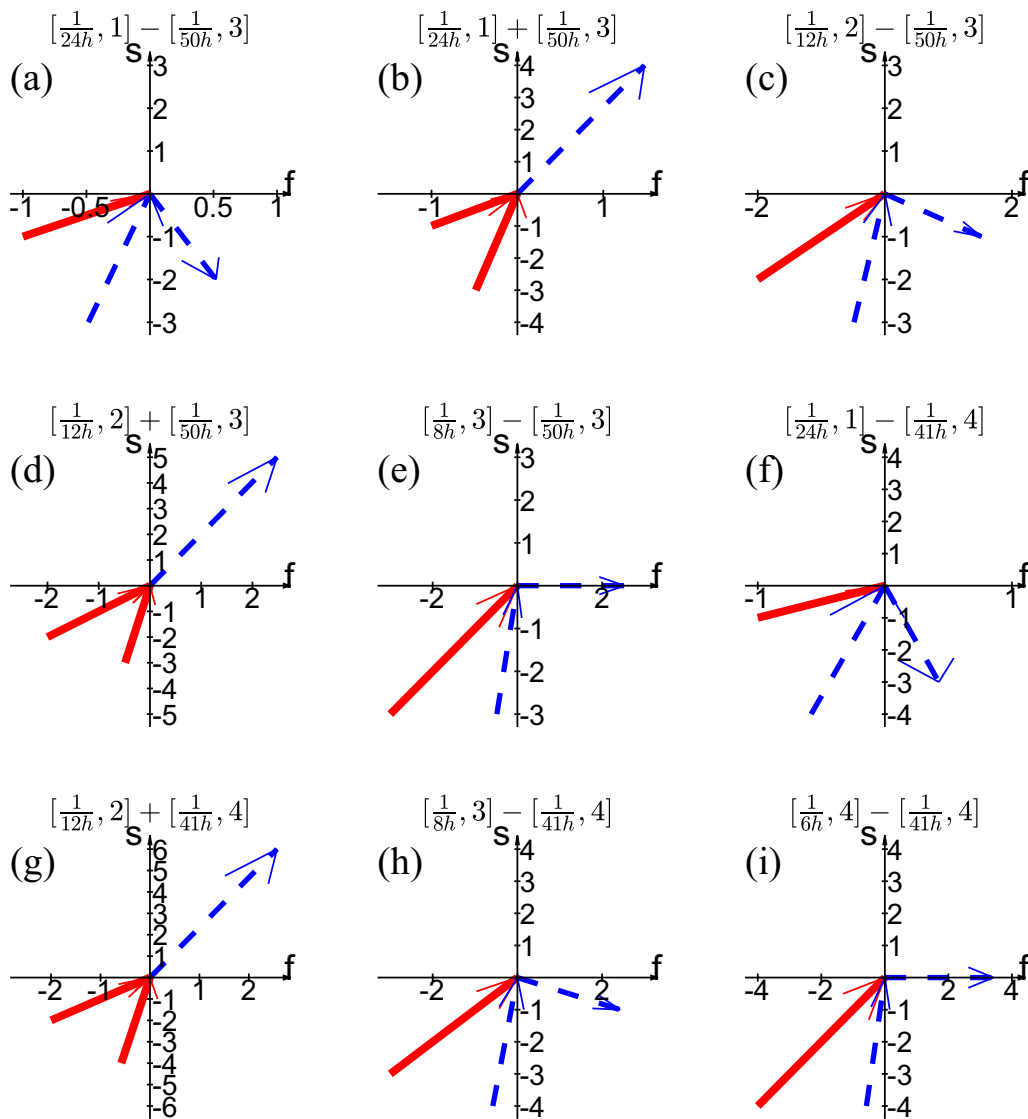 [1/24h, 1] − [1/50h, 3]
(a)
s
3
2
1
-1 -0.5 0.5 1 f
-1
-2
-3
[1/24h, 1] + [1/50h, 3]
(b)
s
4
3
2
1
-1 1 f
-1
-2
-3
-4
[1/12h, 2] − [1/50h, 3]
(c)
s
3
2
1
-2 2 f
-1
-2
-3
[1/12h, 2] + [1/50h, 3]
(d)
s
5
4
3
2
1
-2 -1 1 2 f
-1
-2
-3
-4
-5
[1/8h, 3] − [1/50h, 3]
(e)
s
3
2
1
-2 2 f
-1
-2
-3
[1/24h, 1] − [1/41h, 4]
(f)
s
4
3
2
1
-1 1 f
-1
-2
-3
-4
[1/12h, 2] + [1/41h, 4]
(g)
s
6
5
4
3
2
1
-2 -1 1 2 f
-1
-2
-3
-4
-5
-6
[1/8h, 3] − [1/41h, 4]
(h)
s
4
3
2
1
-2 2 f
-1
-2
-3
-4
[1/6h, 4] − [1/41h, 4]
(i)
s
4
3
2
1
-4 -2 2 4 f
-1
-2
-3
-4